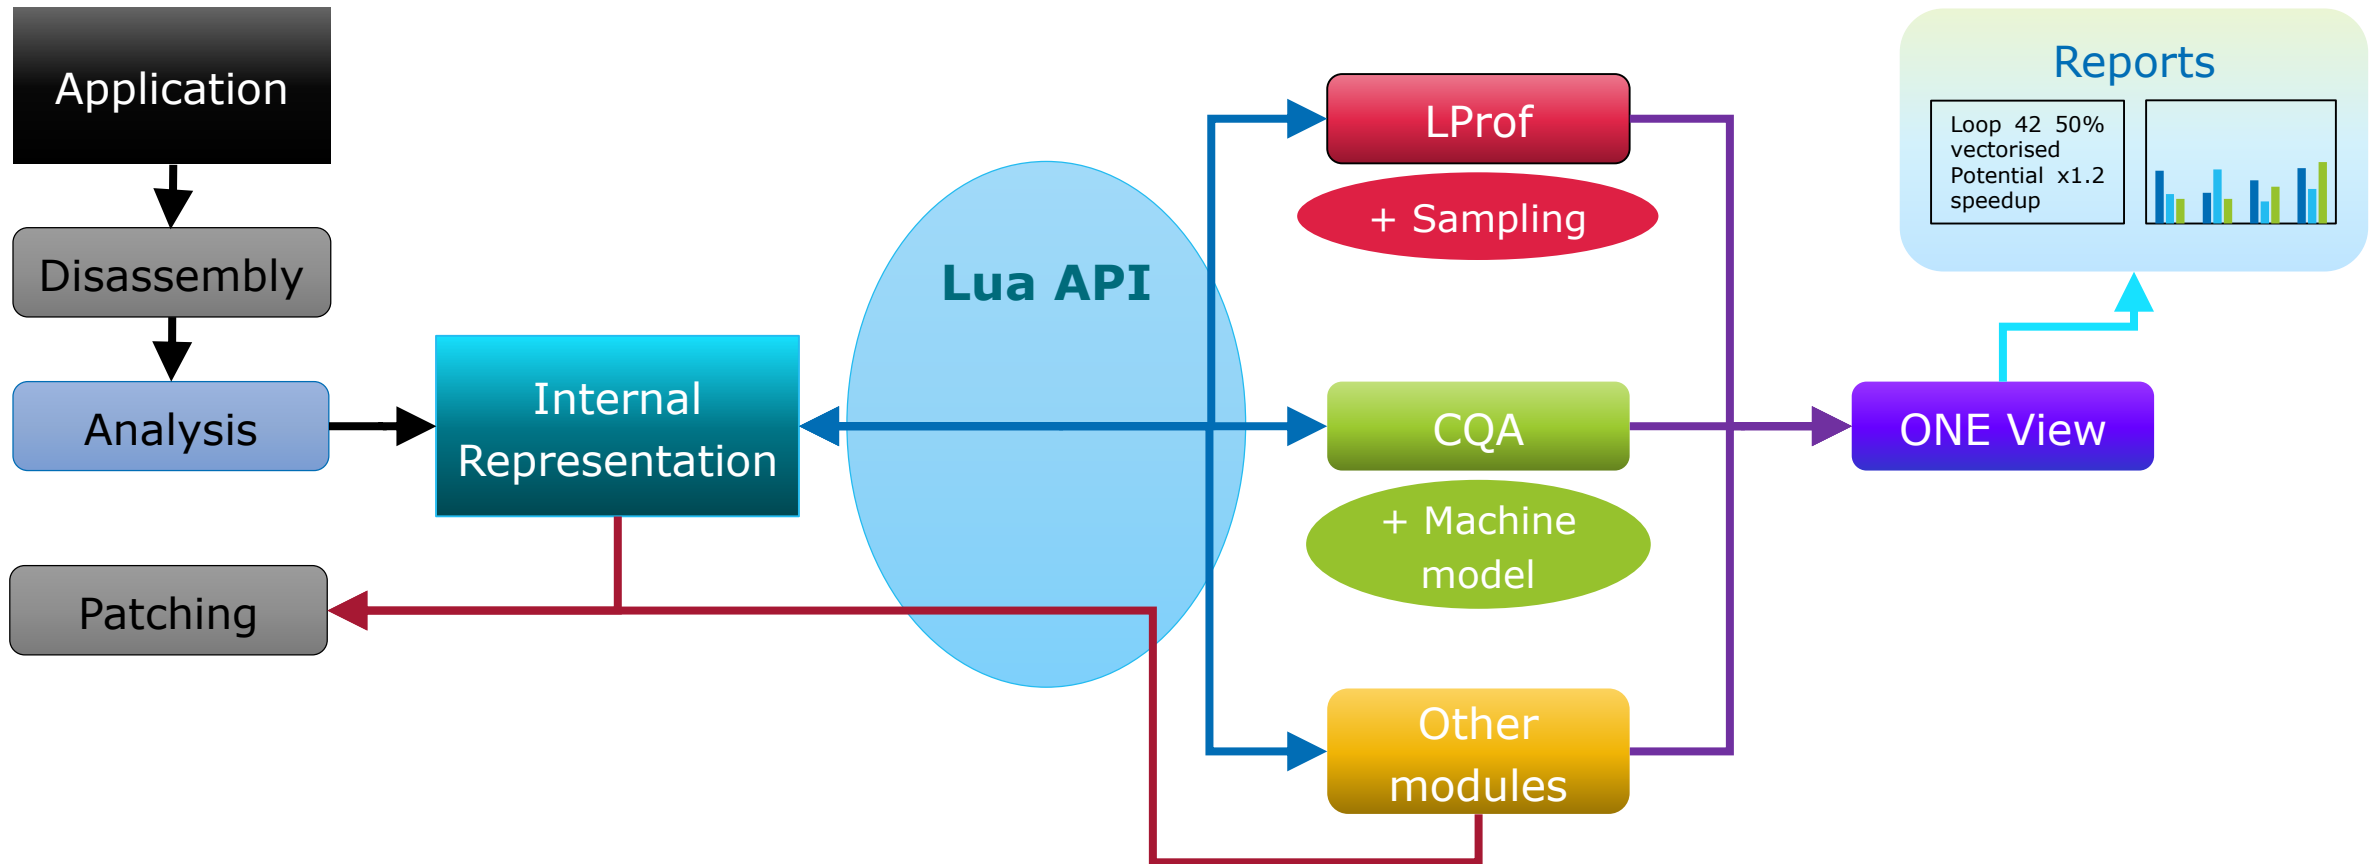 Application
Disassembly
Analysis
Patching
Internal
Representation
Lua API
LProf
+ Sampling
CQA
+ Machine
model
Other
modules
ONE View
Reports
Loop 42 50%
vectorised
Potential x1.2
speedup